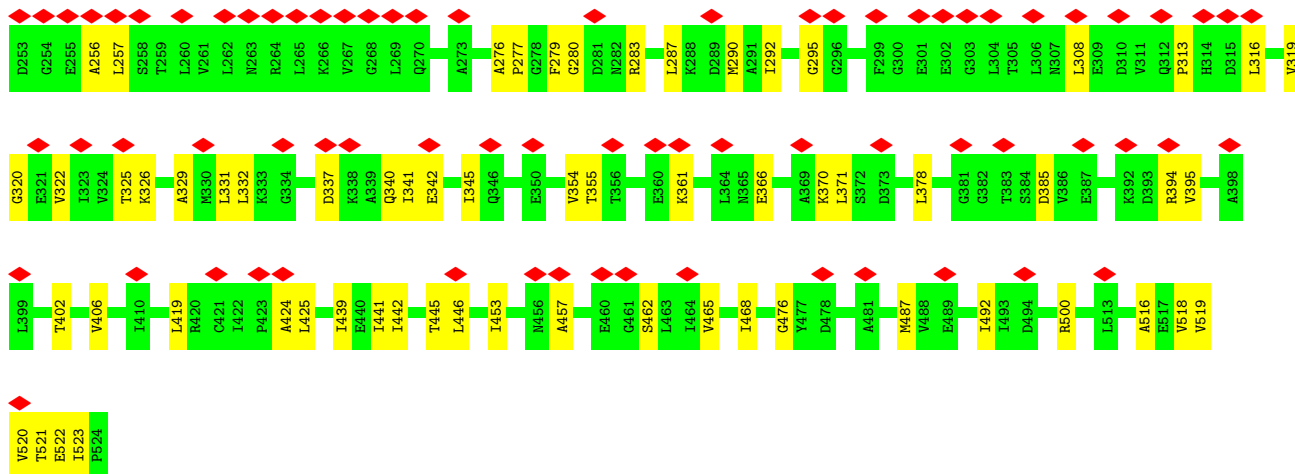 D253 G254 E255 A256 L257 S258 T259 L260 V261 L262 N263 R264 L265 K266 V267 G268 L269 Q270 A273 A276 P277 G278 F279 G280 D281 N282 R283 L287 K288 D289 M290 A291 I292 G295 G296 F299 G300 E301 E302 G303 L304 T305 L306 N307 L308 E309 D310 V311 Q312 P313 H314 D315 L316 V319
G320 E321 V322 I323 V324 T325 K326 A329 M330 L331 L332 K333 G334 D337 K338 A339 Q340 I341 E342 I345 Q346 E350 V354 T355 T356 E360 K361 L364 N365 E366 A369 K370 L371 S372 D373 L378 G381 G382 T383 S384 D385 V386 E387 K392 D393 R394 V395 A398
L399 T402 V406 I410 L419 R420 C421 I422 P423 A424 L425 I439 E440 I441 I442 T445 L446 I453 N456 A457 E460 G461 S462 L463 I464 V465 I468 G476 Y477 D478 A481 M487 V488 E489 I492 I493 D494 R500 L513 A516 E517 V518 V519
V520 T521 E522 I523 P524